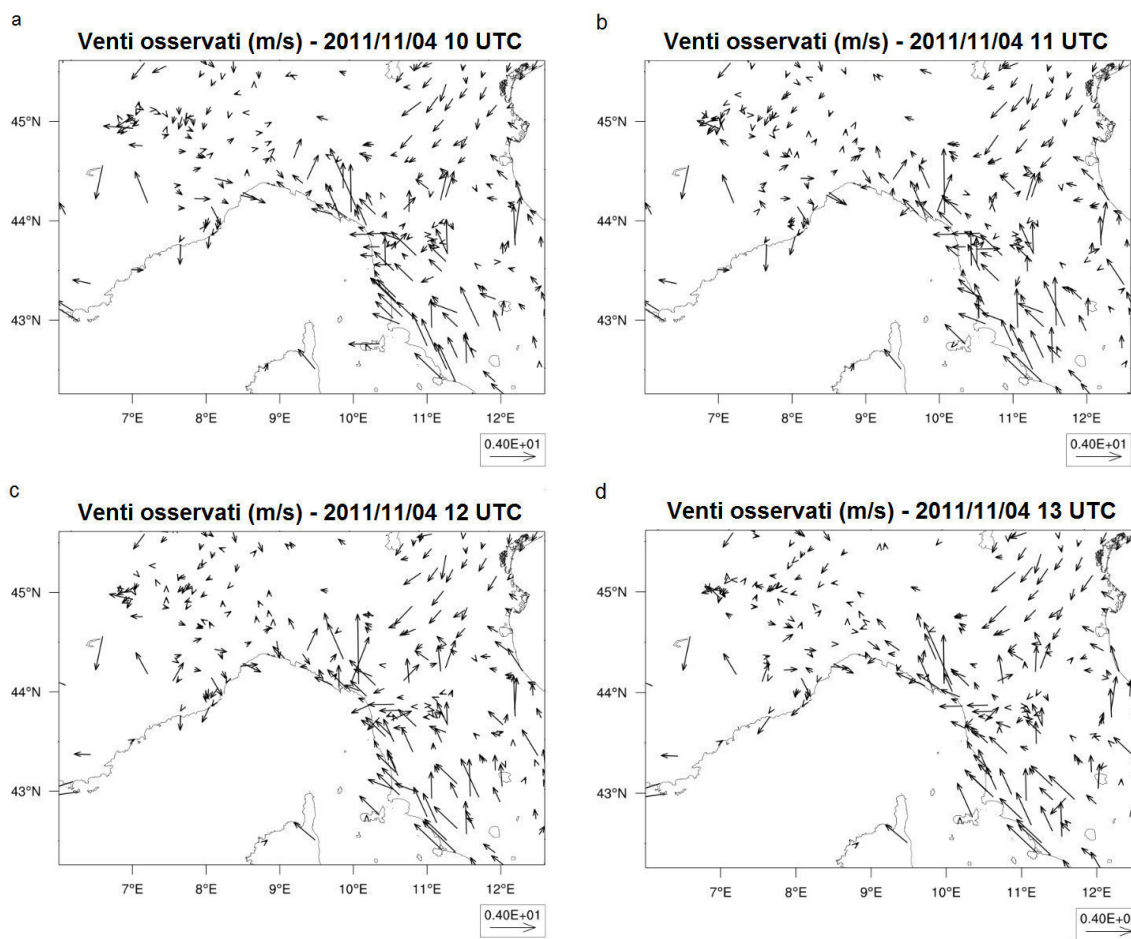 a
Venti osservati (m/s) - 2011/11/04 10 UTC
45°N
44°N
43°N
7°E 8°E 9°E 10°E 11°E 12°E
0.40E+01
b
Venti osservati (m/s) - 2011/11/04 11 UTC
45°N
44°N
43°N
7°E 8°E 9°E 10°E 11°E 12°E
0.40E+01
c
Venti osservati (m/s) - 2011/11/04 12 UTC
45°N
44°N
43°N
7°E 8°E 9°E 10°E 11°E 12°E
0.40E+01
d
Venti osservati (m/s) - 2011/11/04 13 UTC
45°N
44°N
43°N
7°E 8°E 9°E 10°E 11°E 12°E
0.40E+0